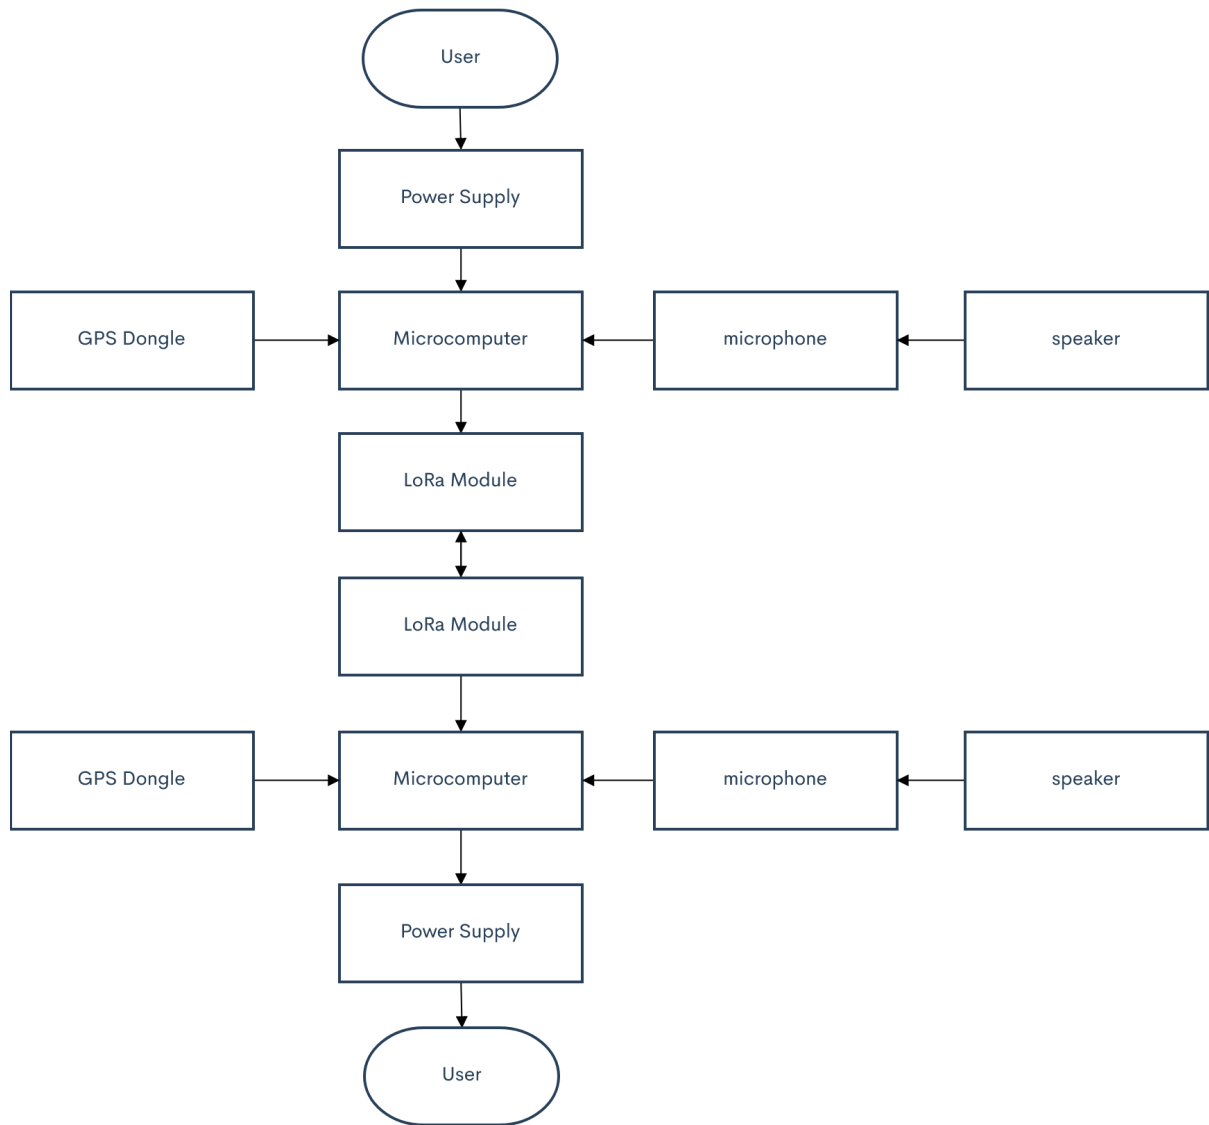 User
Power Supply
GPS Dongle
Microcomputer
microphone
speaker
LoRa Module
LoRa Module
GPS Dongle
Microcomputer
microphone
speaker
Power Supply
User